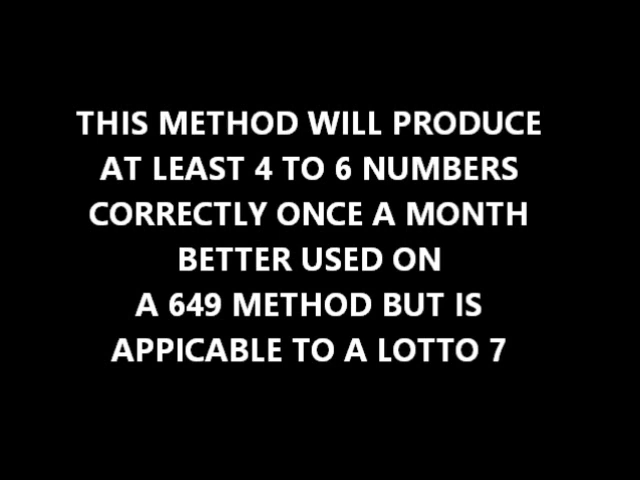 THIS METHOD WILL PRODUCE
AT LEAST 4 TO 6 NUMBERS
CORRECTLY ONCE A MONTH
BETTER USED ON
A 649 METHOD BUT IS
APPICABLE TO A LOTTO 7